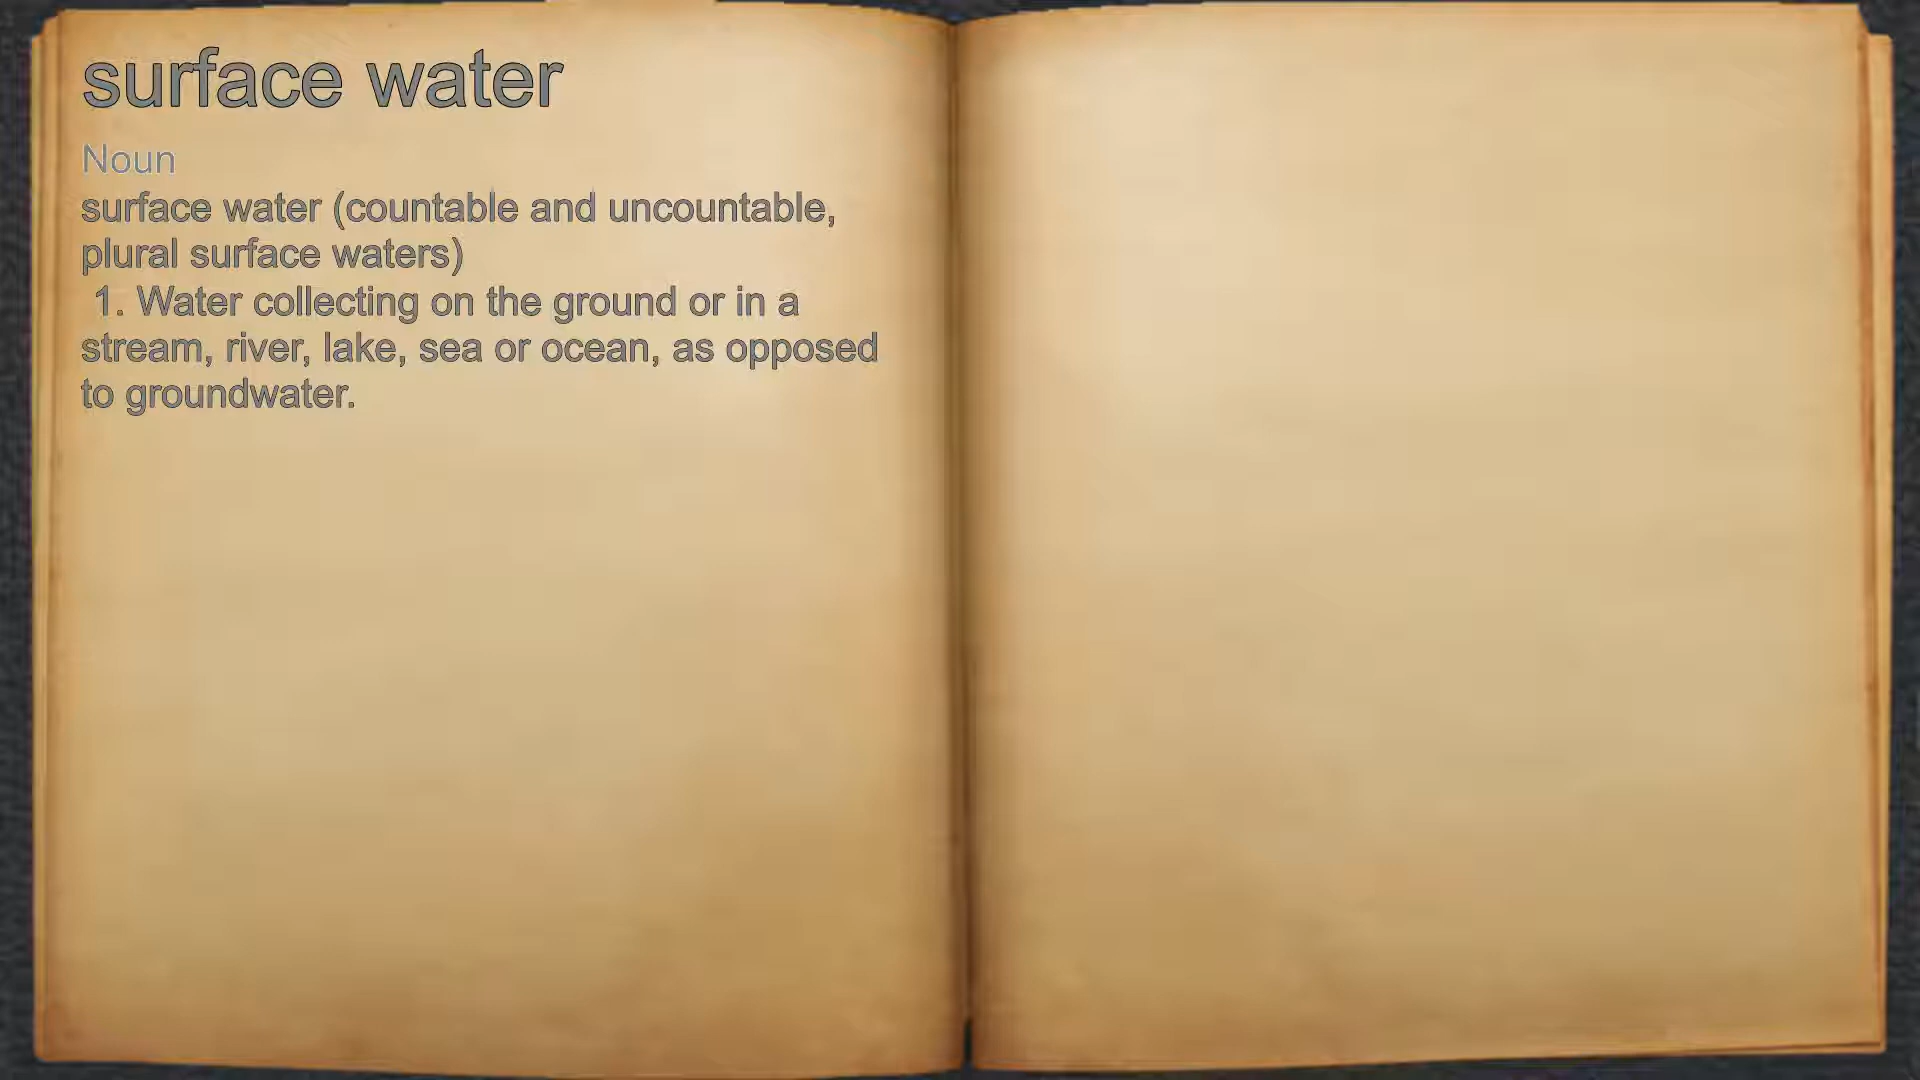 surface water
Noun
surface water (countable and uncountable,
plural surface waters)
1. Water collecting on the ground or in a
stream, river, lake, sea or ocean, as opposed
to groundwater.